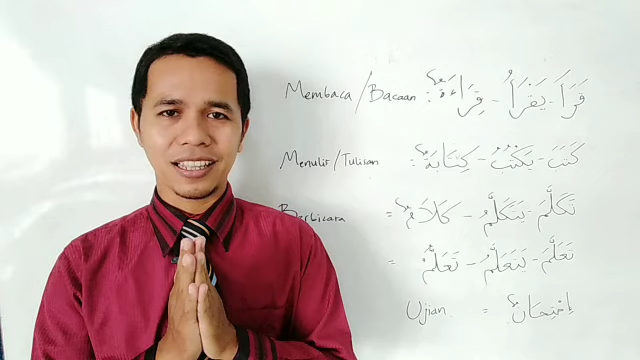 Membaca/Bacaan : قَرَأَ - يَقْرَأُ - قِرَاءَةٌ
Menulis/Tulisan : كَتَبَ - يَكْتُبُ - كِتَابَةٌ
Berbicara = تَكَلَّمَ - يَتَكَلَّمُ - كَلَامٌ
= تَعَلَّمَ - يَتَعَلَّمُ - تَعَلُّمٌ
Ujian = اِمْتِحَانٌ